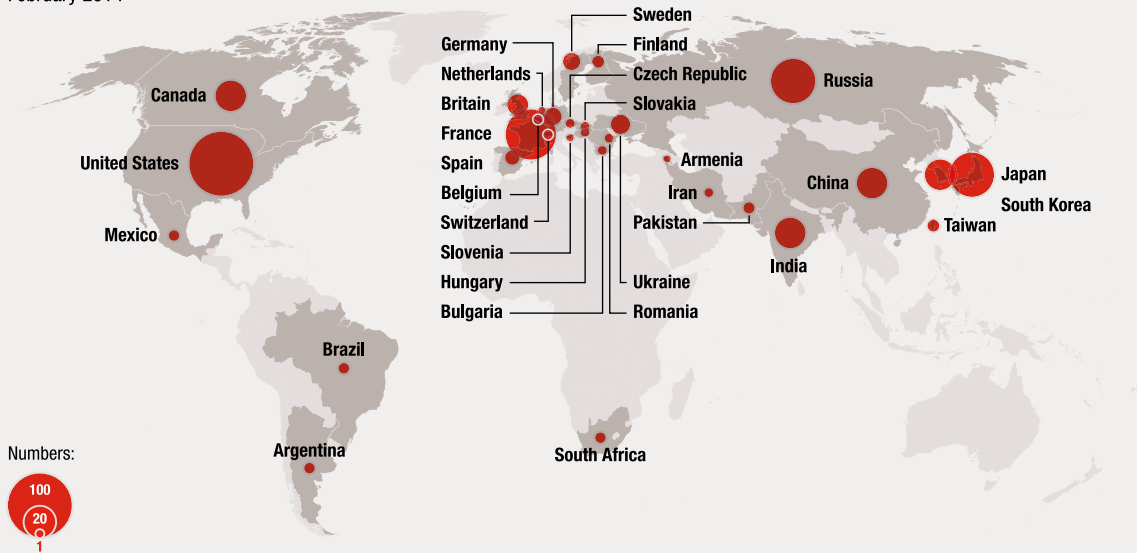 Sweden
Germany
Finland
Netherlands
Czech Republic
Canada
Britain
Slovakia
Russia
France
United States
Spain
Armenia
China
Japan
Belgium
Iran
South Korea
Mexico
Switzerland
Pakistan
Taiwan
Slovenia
India
Hungary
Ukraine
Bulgaria
Romania
Brazil
Argentina
South Africa
Numbers:
100
20
1